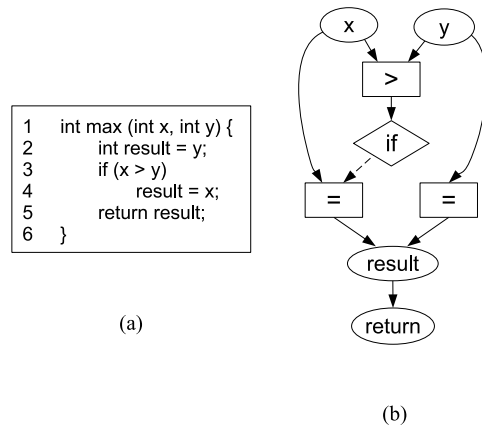 1 int max (int x, int y) {
2 int result = y;
3 if (x > y)
4 result = x;
5 return result;
6 }
(a)
x y
>
if
= =
result
return
(b)